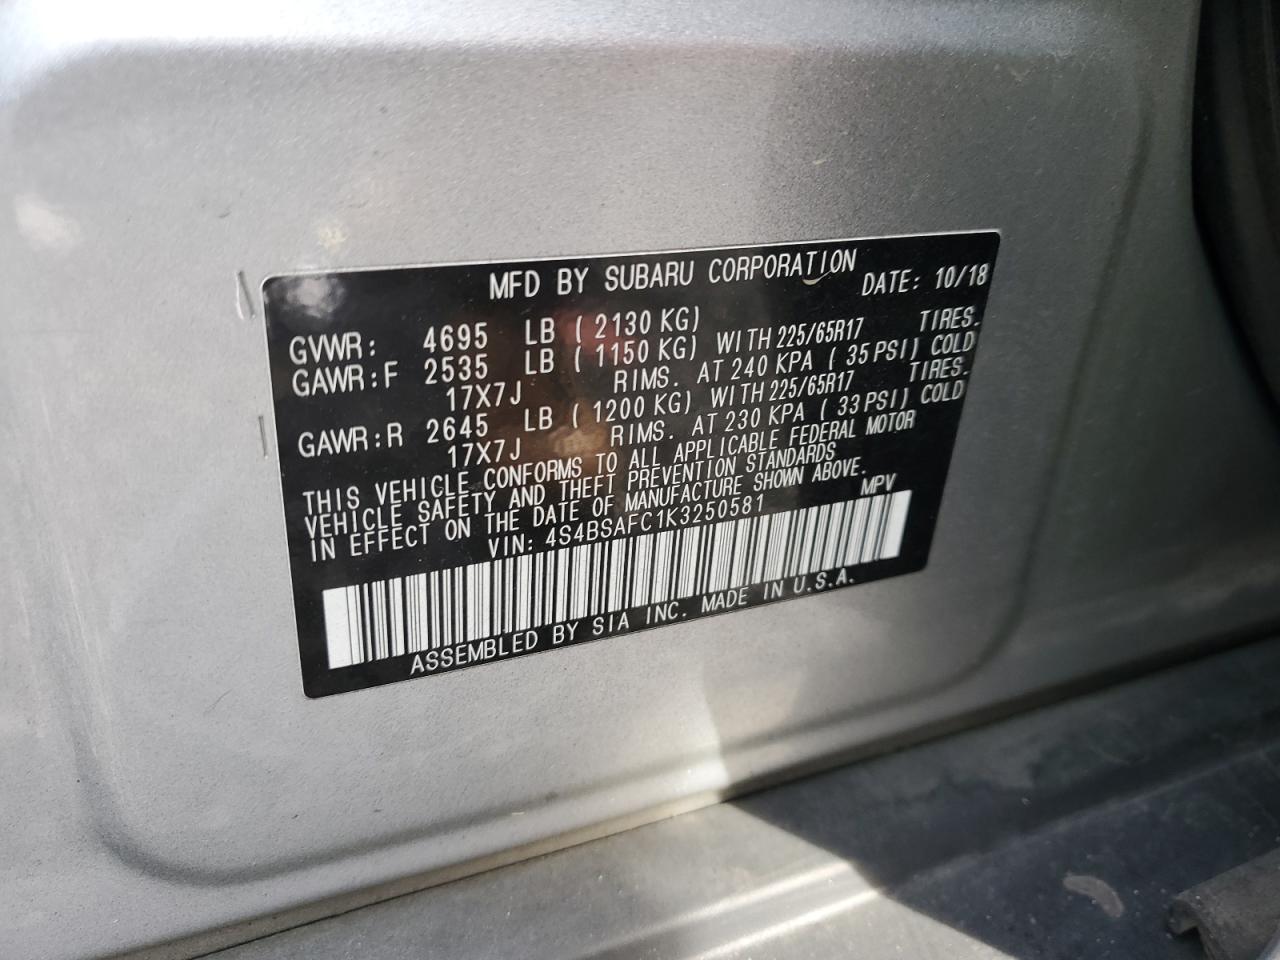 MFD BY SUBARU CORPORATION DATE: 10/18
GVWR: 4695 LB ( 2130 KG)
GAWR:F 2535 LB ( 1150 KG) WITH 225/65R17 TIRES.
17X7J RIMS. AT 240 KPA ( 35 PSI) COLD
GAWR:R 2645 LB ( 1200 KG) WITH 225/65R17 TIRES.
17X7J RIMS. AT 230 KPA ( 33 PSI) COLD
THIS VEHICLE CONFORMS TO ALL APPLICABLE FEDERAL MOTOR
VEHICLE SAFETY AND THEFT PREVENTION STANDARDS
IN EFFECT ON THE DATE OF MANUFACTURE SHOWN ABOVE.
VIN: 4S4BSAFC1K3250581 MPV
ASSEMBLED BY SIA INC. MADE IN U.S.A.